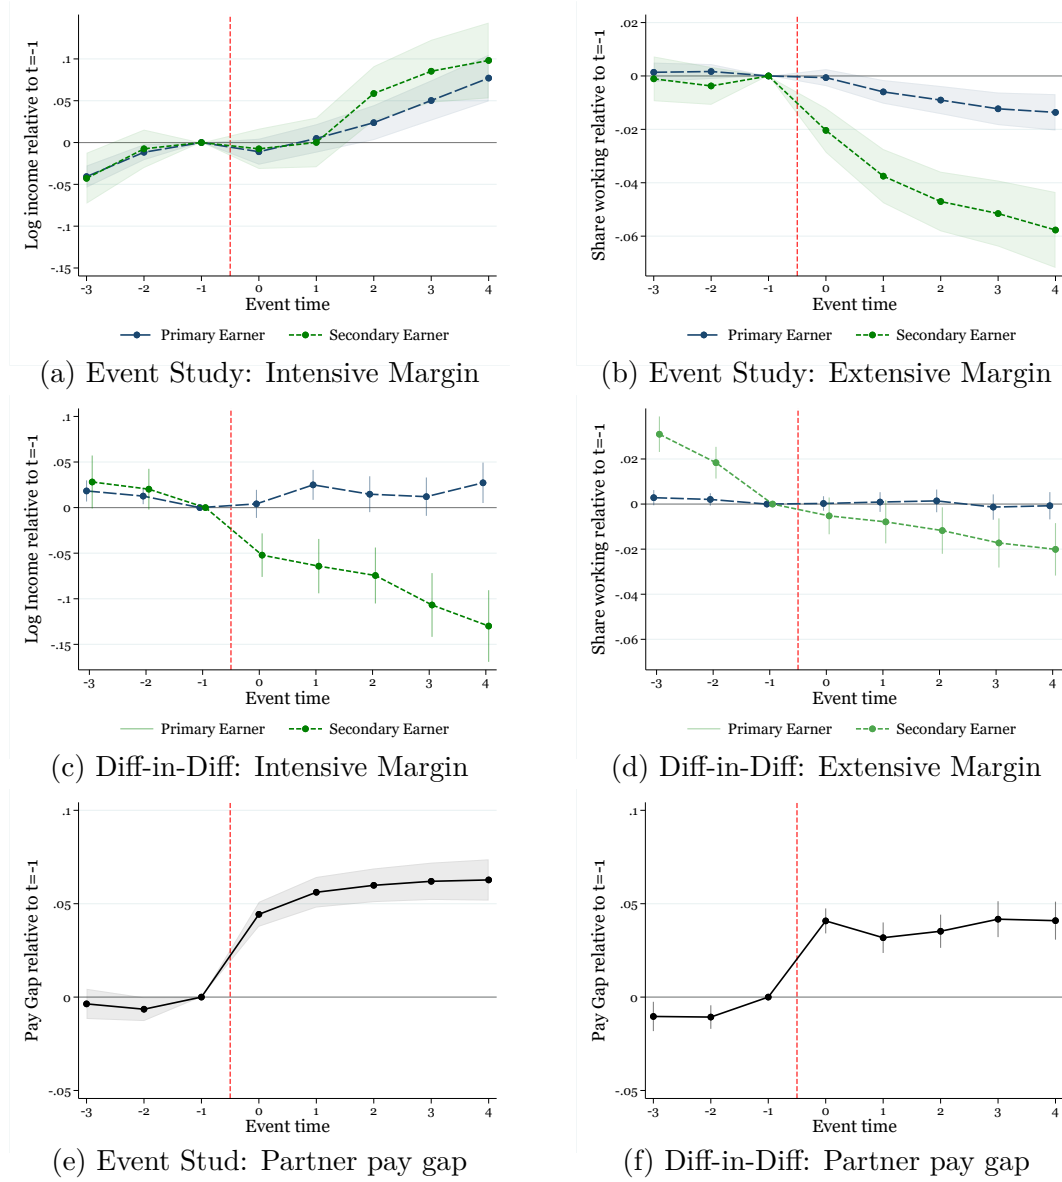 Log income relative to t=-1
.1
.05
0
-.05
-.1
-.15
-3 -2 -1 0 1 2 3 4
Event time
Primary Earner Secondary Earner
(a) Event Study: Intensive Margin
Share working relative to t=-1
.02
0
-.02
-.04
-.06
-3 -2 -1 0 1 2 3 4
Event time
Primary Earner Secondary Earner
(b) Event Study: Extensive Margin
Log Income relative to t=-1
.1
.05
0
-.05
-.1
-.15
-3 -2 -1 0 1 2 3 4
Event time
Primary Earner Secondary Earner
(c) Diff-in-Diff: Intensive Margin
Share working relative to t=-1
.02
0
-.02
-.04
-.06
-3 -2 -1 0 1 2 3 4
Event time
Primary Earner Secondary Earner
(d) Diff-in-Diff: Extensive Margin
Pay Gap relative to t=-1
.1
.05
0
-.05
-3 -2 -1 0 1 2 3 4
Event time
(e) Event Stud: Partner pay gap
Pay Gap relative to t=-1
.1
.05
0
-.05
-3 -2 -1 0 1 2 3 4
Event time
(f) Diff-in-Diff: Partner pay gap